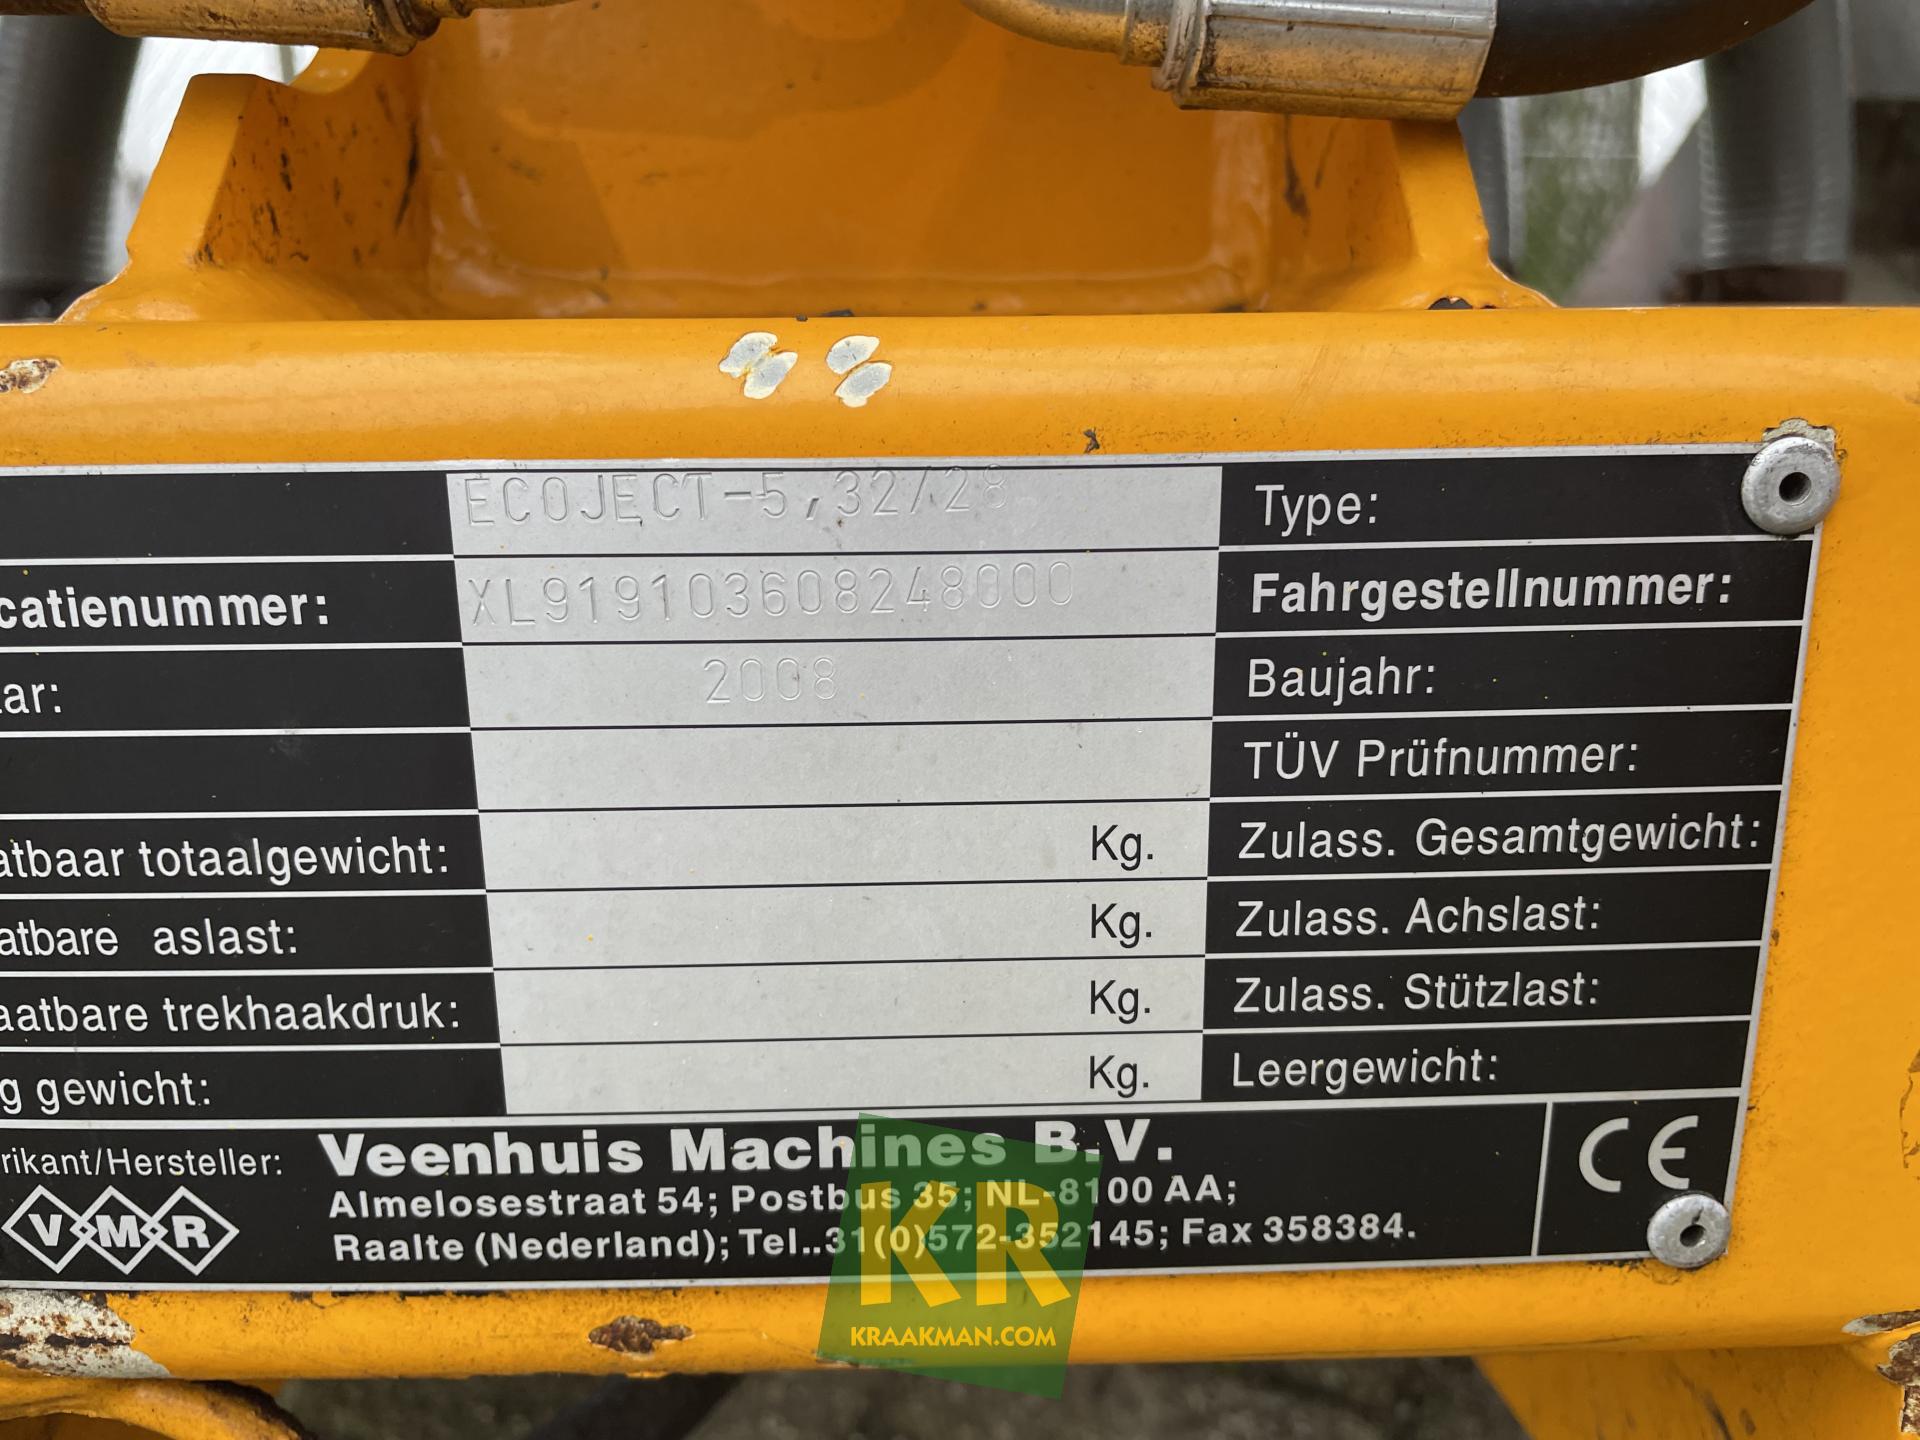 ECOJECT-5,32/28 Type:
catienummer: XL919103608248000 Fahrgestellnummer:
ar: 2008 Baujahr:
TÜV Prüfnummer:
atbaar totaalgewicht: Kg. Zulass. Gesamtgewicht:
atbare aslast: Kg. Zulass. Achslast:
aatbare trekhaakdruk: Kg. Zulass. Stützlast:
g gewicht: Kg. Leergewicht:
rikant/Hersteller: Veenhuis Machines B.V. CE
Almelosestraat 54; Postbus 35; NL-8100 AA;
VMR Raalte (Nederland); Tel..31(0)572-352145; Fax 358384.
KR
KRAAKMAN.COM